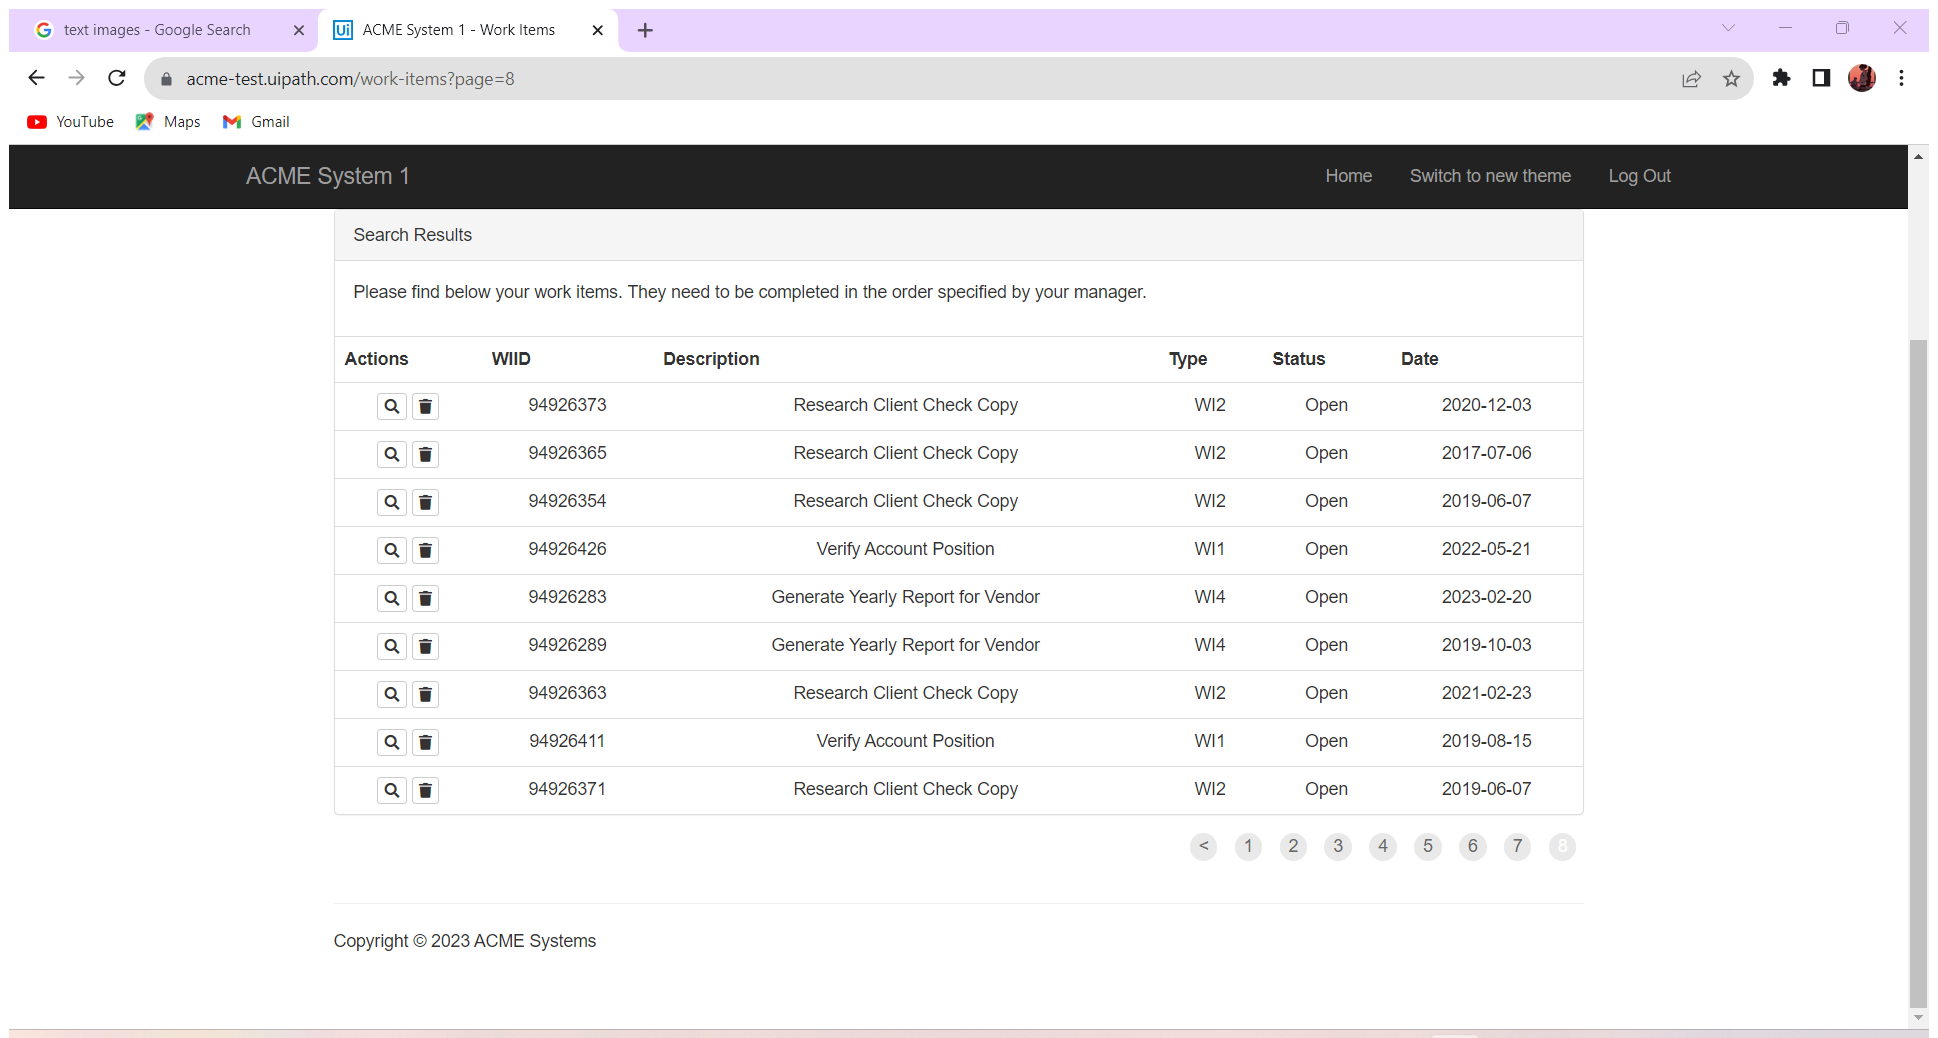 text images - Google Search
Ui ACME System 1 - Work Items
acme-test.uipath.com/work-items?page=8
YouTube Maps Gmail
ACME System 1 Home Switch to new theme Log Out
Search Results
Please find below your work items. They need to be completed in the order specified by your manager.
Actions WIID Description Type Status Date
94926373 Research Client Check Copy WI2 Open 2020-12-03
94926365 Research Client Check Copy WI2 Open 2017-07-06
94926354 Research Client Check Copy WI2 Open 2019-06-07
94926426 Verify Account Position WI1 Open 2022-05-21
94926283 Generate Yearly Report for Vendor WI4 Open 2023-02-20
94926289 Generate Yearly Report for Vendor WI4 Open 2019-10-03
94926363 Research Client Check Copy WI2 Open 2021-02-23
94926411 Verify Account Position WI1 Open 2019-08-15
94926371 Research Client Check Copy WI2 Open 2019-06-07
< 1 2 3 4 5 6 7 8
Copyright © 2023 ACME Systems